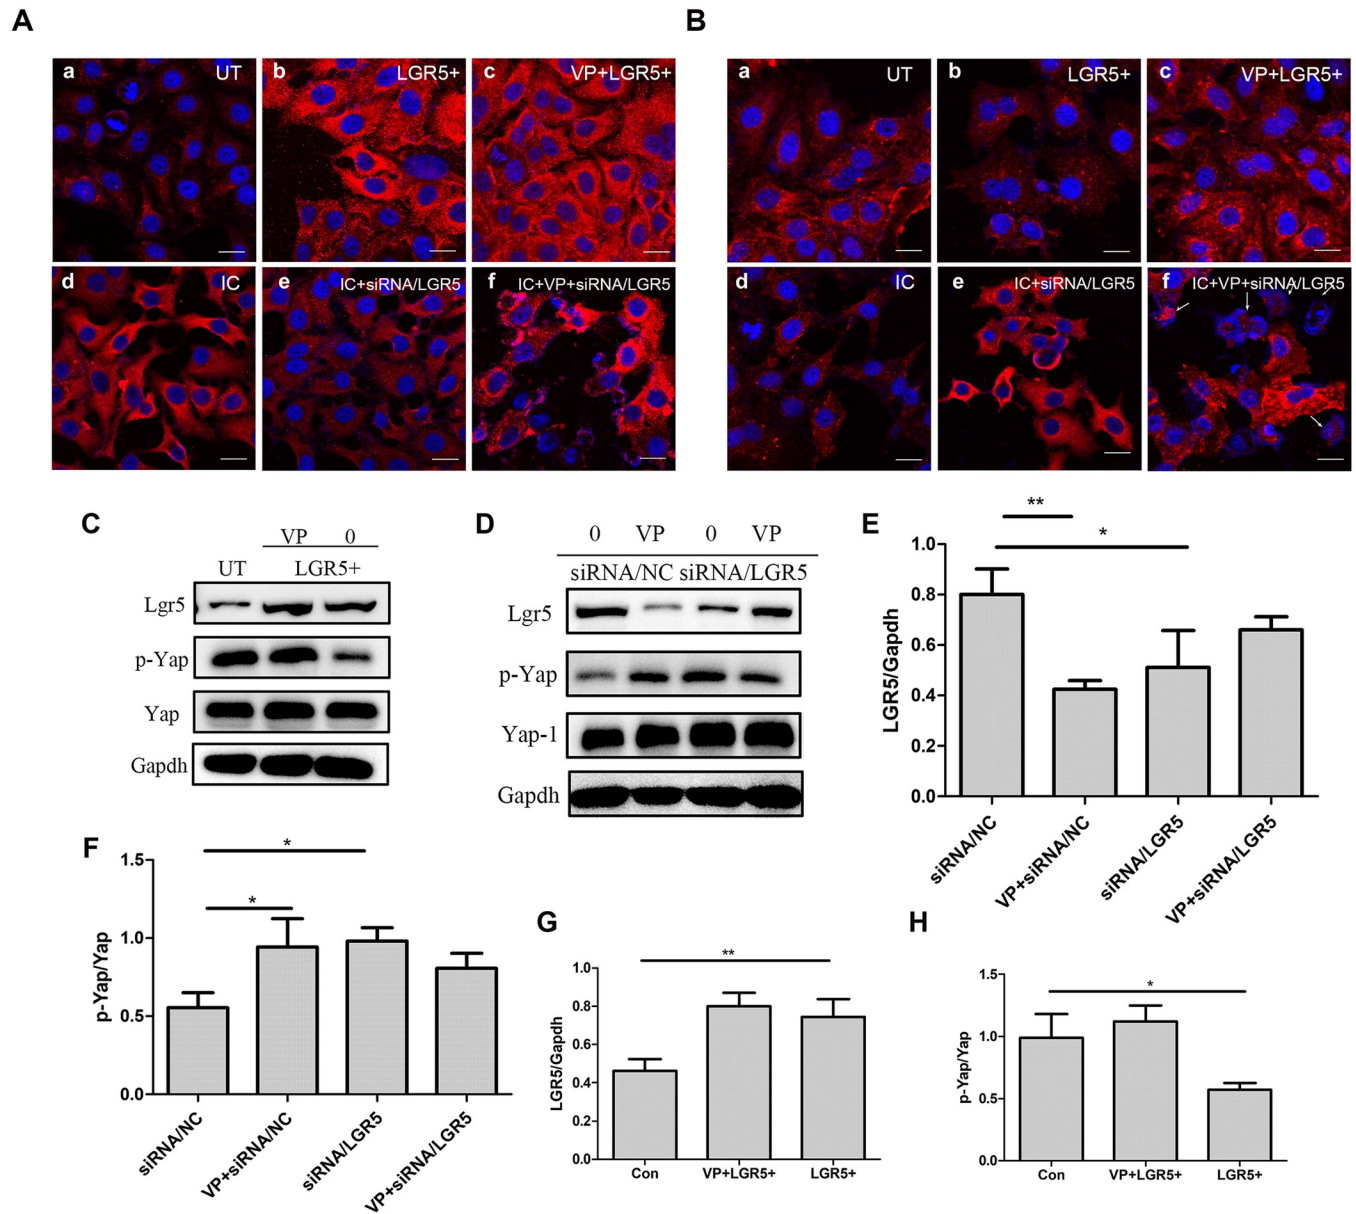 A
B
a UT
b LGR5+
c VP+LGR5+
d IC
e IC+siRNA/LGR5
f IC+VP+siRNA/LGR5
a UT
b LGR5+
c VP+LGR5+
d IC
e IC+siRNA/LGR5
f IC+VP+siRNA/LGR5
C
VP 0
UT LGR5+
Lgr5
p-Yap
Yap
Gapdh
D
0 VP 0 VP
siRNA/NC siRNA/LGR5
Lgr5
p-Yap
Yap-1
Gapdh
E
**
*
LGR5/Gapdh
1.0
0.8
0.6
0.4
0.2
0.0
siRNA/NC
VP+siRNA/NC
siRNA/LGR5
VP+siRNA/LGR5
F
*
*
p-Yap/Yap
1.5
1.0
0.5
0.0
siRNA/NC
VP+siRNA/NC
siRNA/LGR5
VP+siRNA/LGR5
G
**
LGR5/Gapdh
1.0
0.8
0.6
0.4
0.2
0.0
Con VP+LGR5+ LGR5+
H
*
p-Yap/Yap
1.5
1.0
0.5
0.0
Con VP+LGR5+ LGR5+